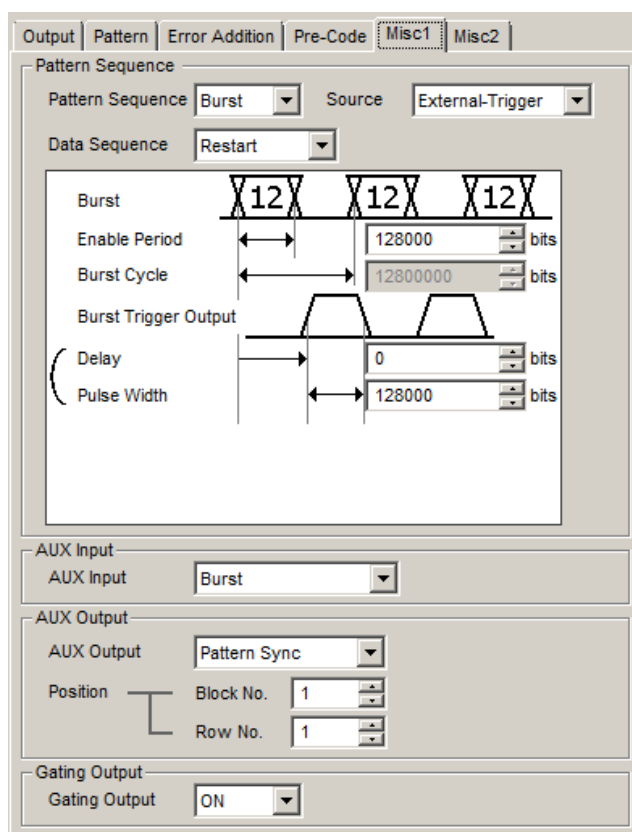 Output Pattern Error Addition Pre-Code Misc1 Misc2
Pattern Sequence
Pattern Sequence Burst Source External-Trigger
Data Sequence Restart
Burst 12 12 12
Enable Period 128000 bits
Burst Cycle 12800000 bits
Burst Trigger Output
Delay 0 bits
Pulse Width 128000 bits
AUX Input
AUX Input Burst
AUX Output
AUX Output Pattern Sync
Position Block No. 1
Row No. 1
Gating Output
Gating Output ON